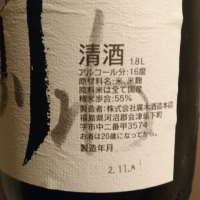 清酒 1.8L
アルコール分:16度
原材料名:米、米麹
原料米は全て国産
精米歩合:55%
製造者:株式会社廣木酒造本店
福島県河沼郡会津坂下町
字市中二番甲3574
お酒は20歳になってから。
製造年月
2.11.